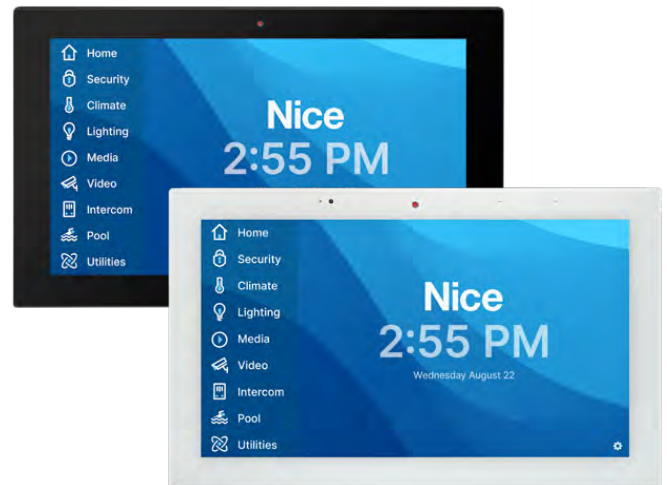 Home
Security
Climate
Lighting
Media
Video
Intercom
Pool
Utilities
Nice
2:55 PM
Home
Security
Climate
Lighting
Media
Video
Intercom
Pool
Utilities
Nice
2:55 PM
Wednesday August 22